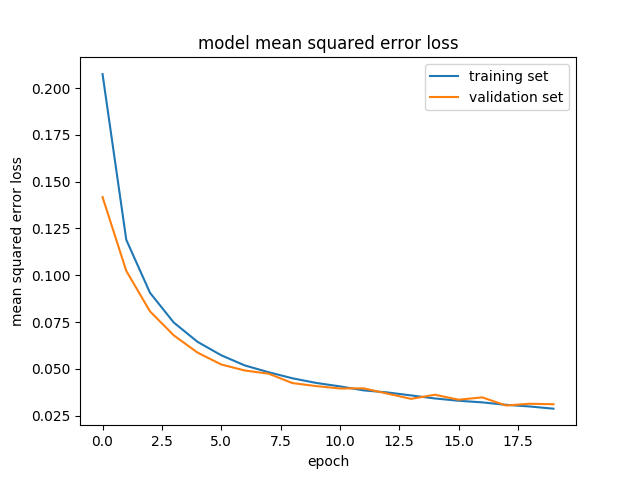 model mean squared error loss
training set
validation set
mean squared error loss
0.200
0.175
0.150
0.125
0.100
0.075
0.050
0.025
0.0 2.5 5.0 7.5 10.0 12.5 15.0 17.5
epoch